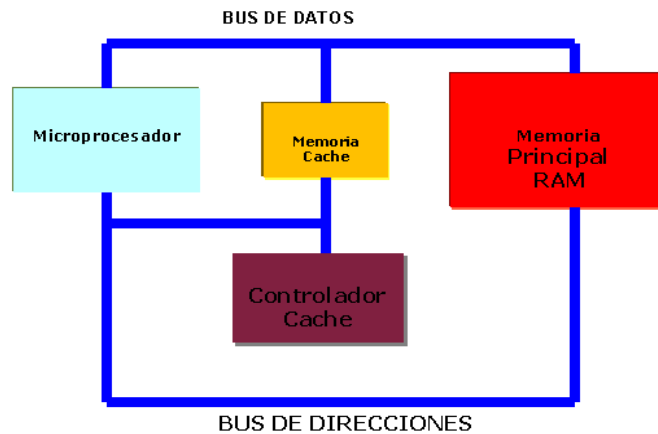 BUS DE DATOS
Microprocesador
Memoria
Cache
Memoria
Principal
RAM
Controlador
Cache
BUS DE DIRECCIONES